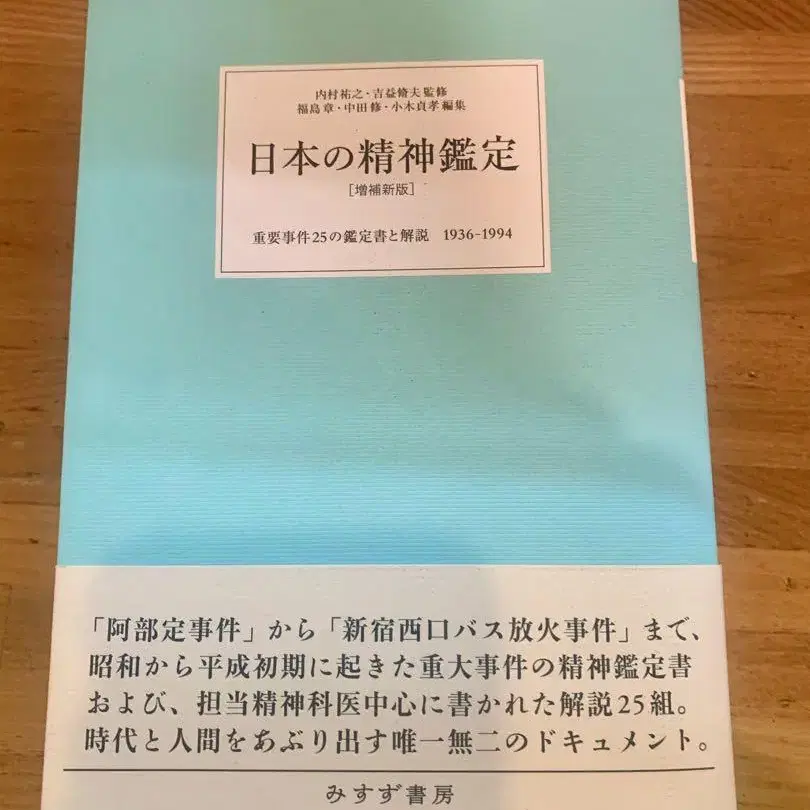 内村祐之・吉益脩夫監修
福島章・中田修・小木貞孝編集
日本の精神鑑定
［増補新版］
重要事件25の鑑定書と解説 1936-1994
「阿部定事件」から「新宿西口バス放火事件」まで、
昭和から平成初期に起きた重大事件の精神鑑定書
および、担当精神科医中心に書かれた解説25組。
時代と人間をあぶり出す唯一無二のドキュメント。
みすず書房